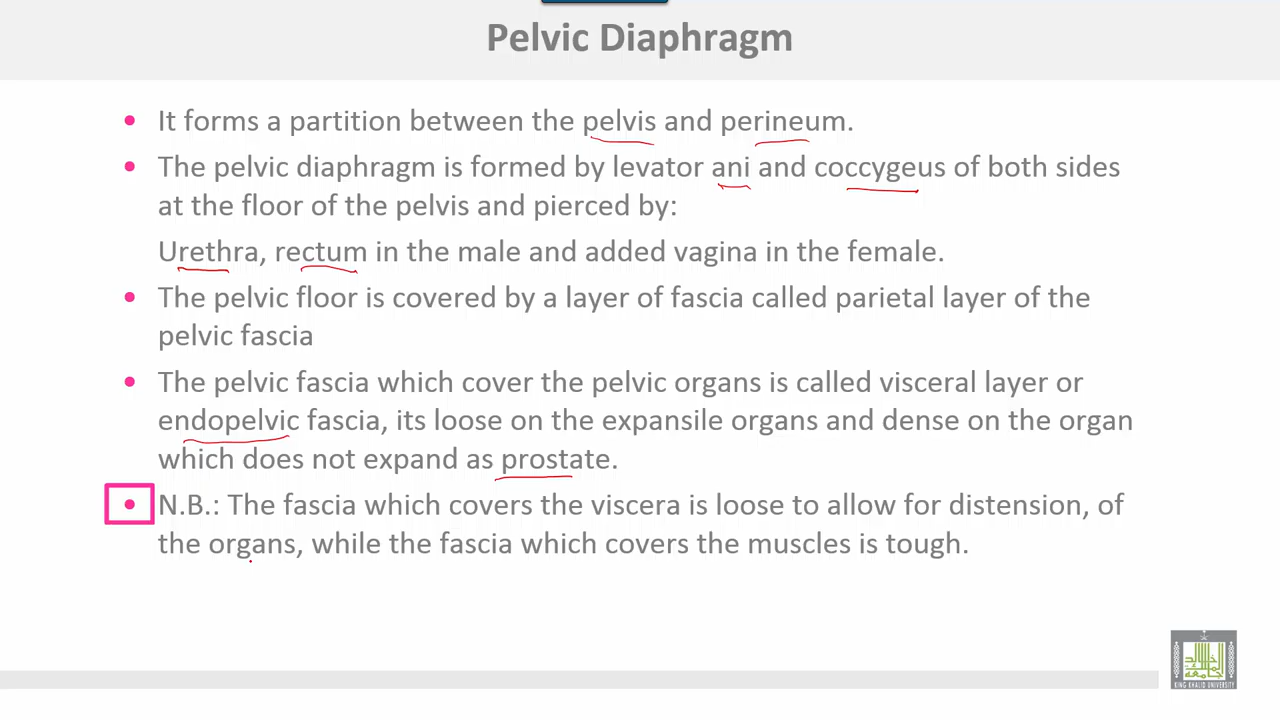 Pelvic Diaphragm
• It forms a partition between the pelvis and perineum.
• The pelvic diaphragm is formed by levator ani and coccygeus of both sides
at the floor of the pelvis and pierced by:
Urethra, rectum in the male and added vagina in the female.
• The pelvic floor is covered by a layer of fascia called parietal layer of the
pelvic fascia
• The pelvic fascia which cover the pelvic organs is called visceral layer or
endopelvic fascia, its loose on the expansile organs and dense on the organ
which does not expand as prostate.
• N.B.: The fascia which covers the viscera is loose to allow for distension, of
the organs, while the fascia which covers the muscles is tough.
KING KHALID UNIVERSITY